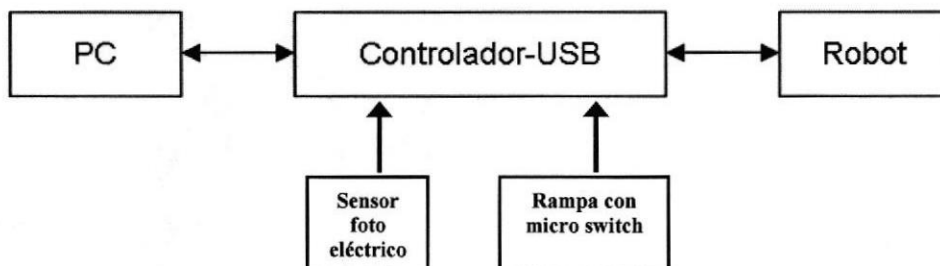 PC
Controlador-USB
Robot
Sensor
foto
eléctrico
Rampa con
micro switch